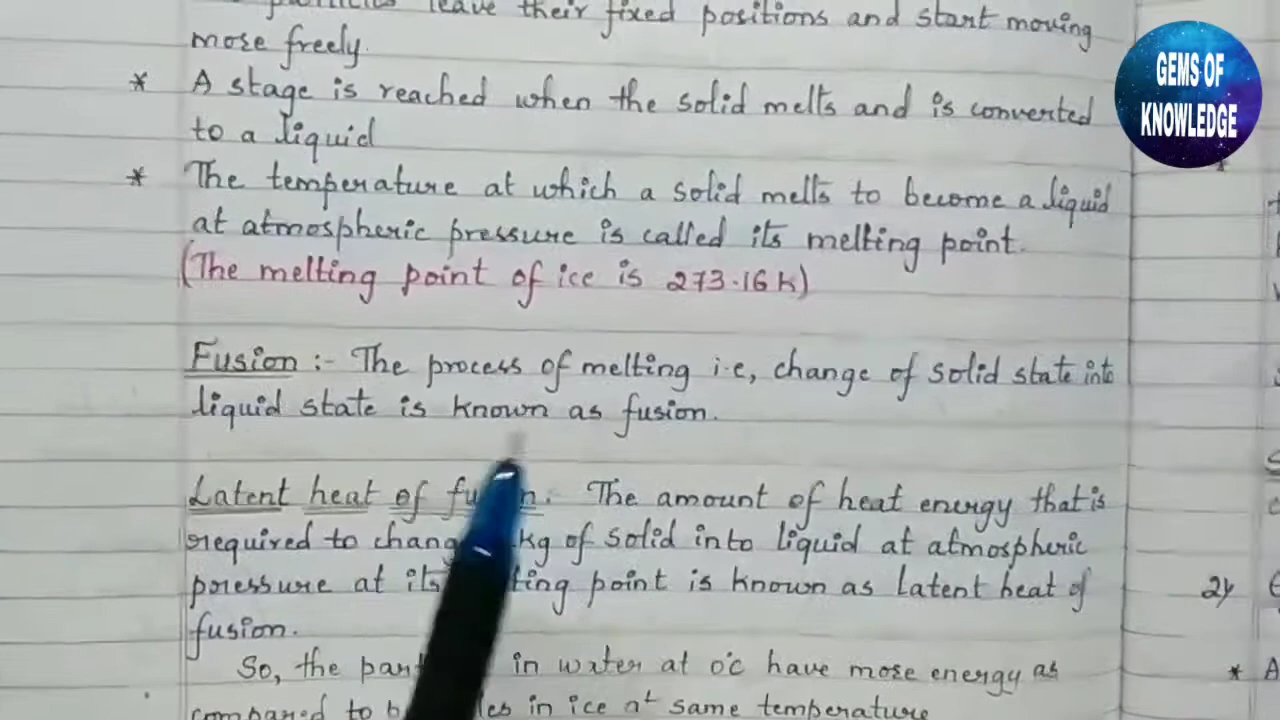 leave their fixed positions and start moving
more freely.
* A stage is reached when the solid melts and is converted
to a liquid
* The temperature at which a solid melts to become a liquid
at atmospheric pressure is called its melting point.
(The melting point of ice is 273.16 K)
Fusion :- The process of melting i.e, change of solid state into
liquid state is known as fusion.
Latent heat of The amount of heat energy that is
required to kg of solid into liquid at atmospheric
pressure at its point is known as latent heat of
fusion.
So, the in water at 0°C have more energy as
compared to in ice at same temperature
GEMS OF
KNOWLEDGE
24
* A